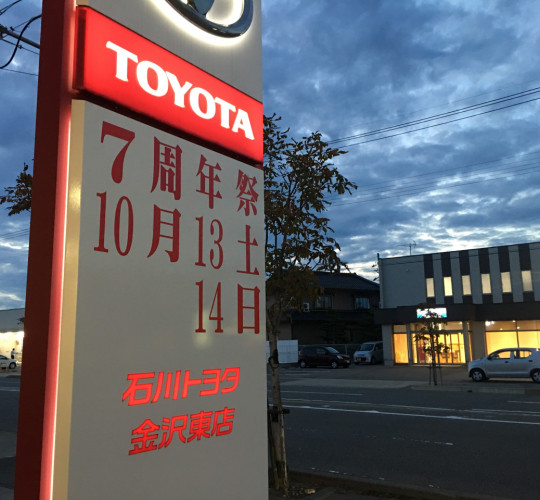 TOYOTA
7周年祭
10月13土
14日
石川トヨタ
金沢東店